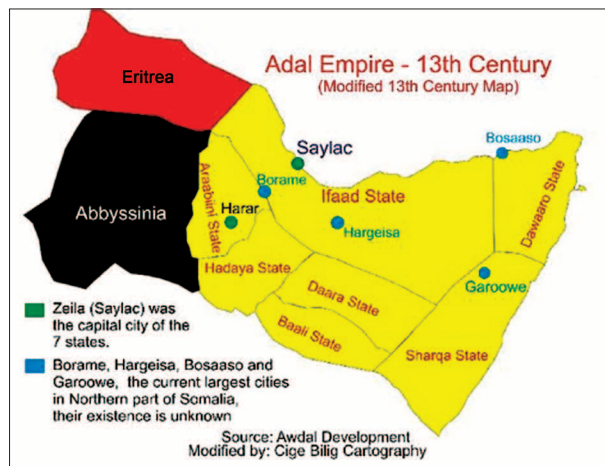 Adal Empire - 13th Century
(Modified 13th Century Map)
Eritrea
Bosaaso
Saylac
Borame
Araabiini State
Ifaad State
Dawaaro State
Abbyssinia
Harar
Hargeisa
Hadaya State
Garoowe
Daara State
Baali State
Sharqa State
Zeila (Saylac) was
the capital city of the
7 states.
Borame, Hargeisa, Bosaaso and
Garoowe, the current largest cities
in Northern part of Somalia,
their existence is unknown
Source: Awdal Development
Modified by: Cige Bilig Cartography